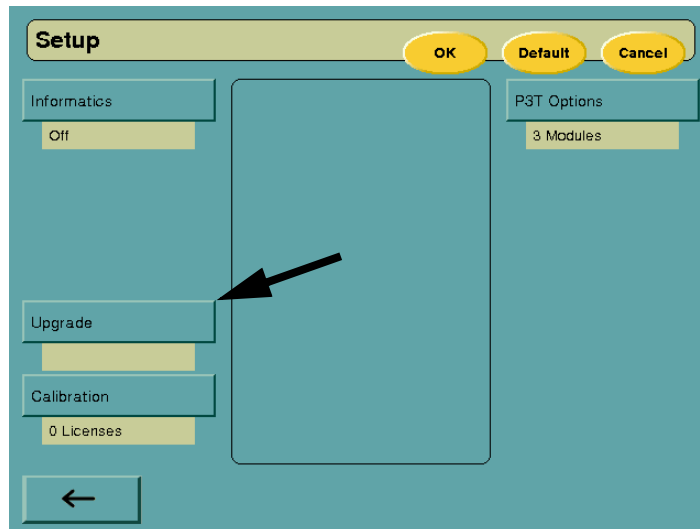 Setup
OK
Default
Cancel
Informatics
Off
P3T Options
3 Modules
Upgrade
Calibration
0 Licenses